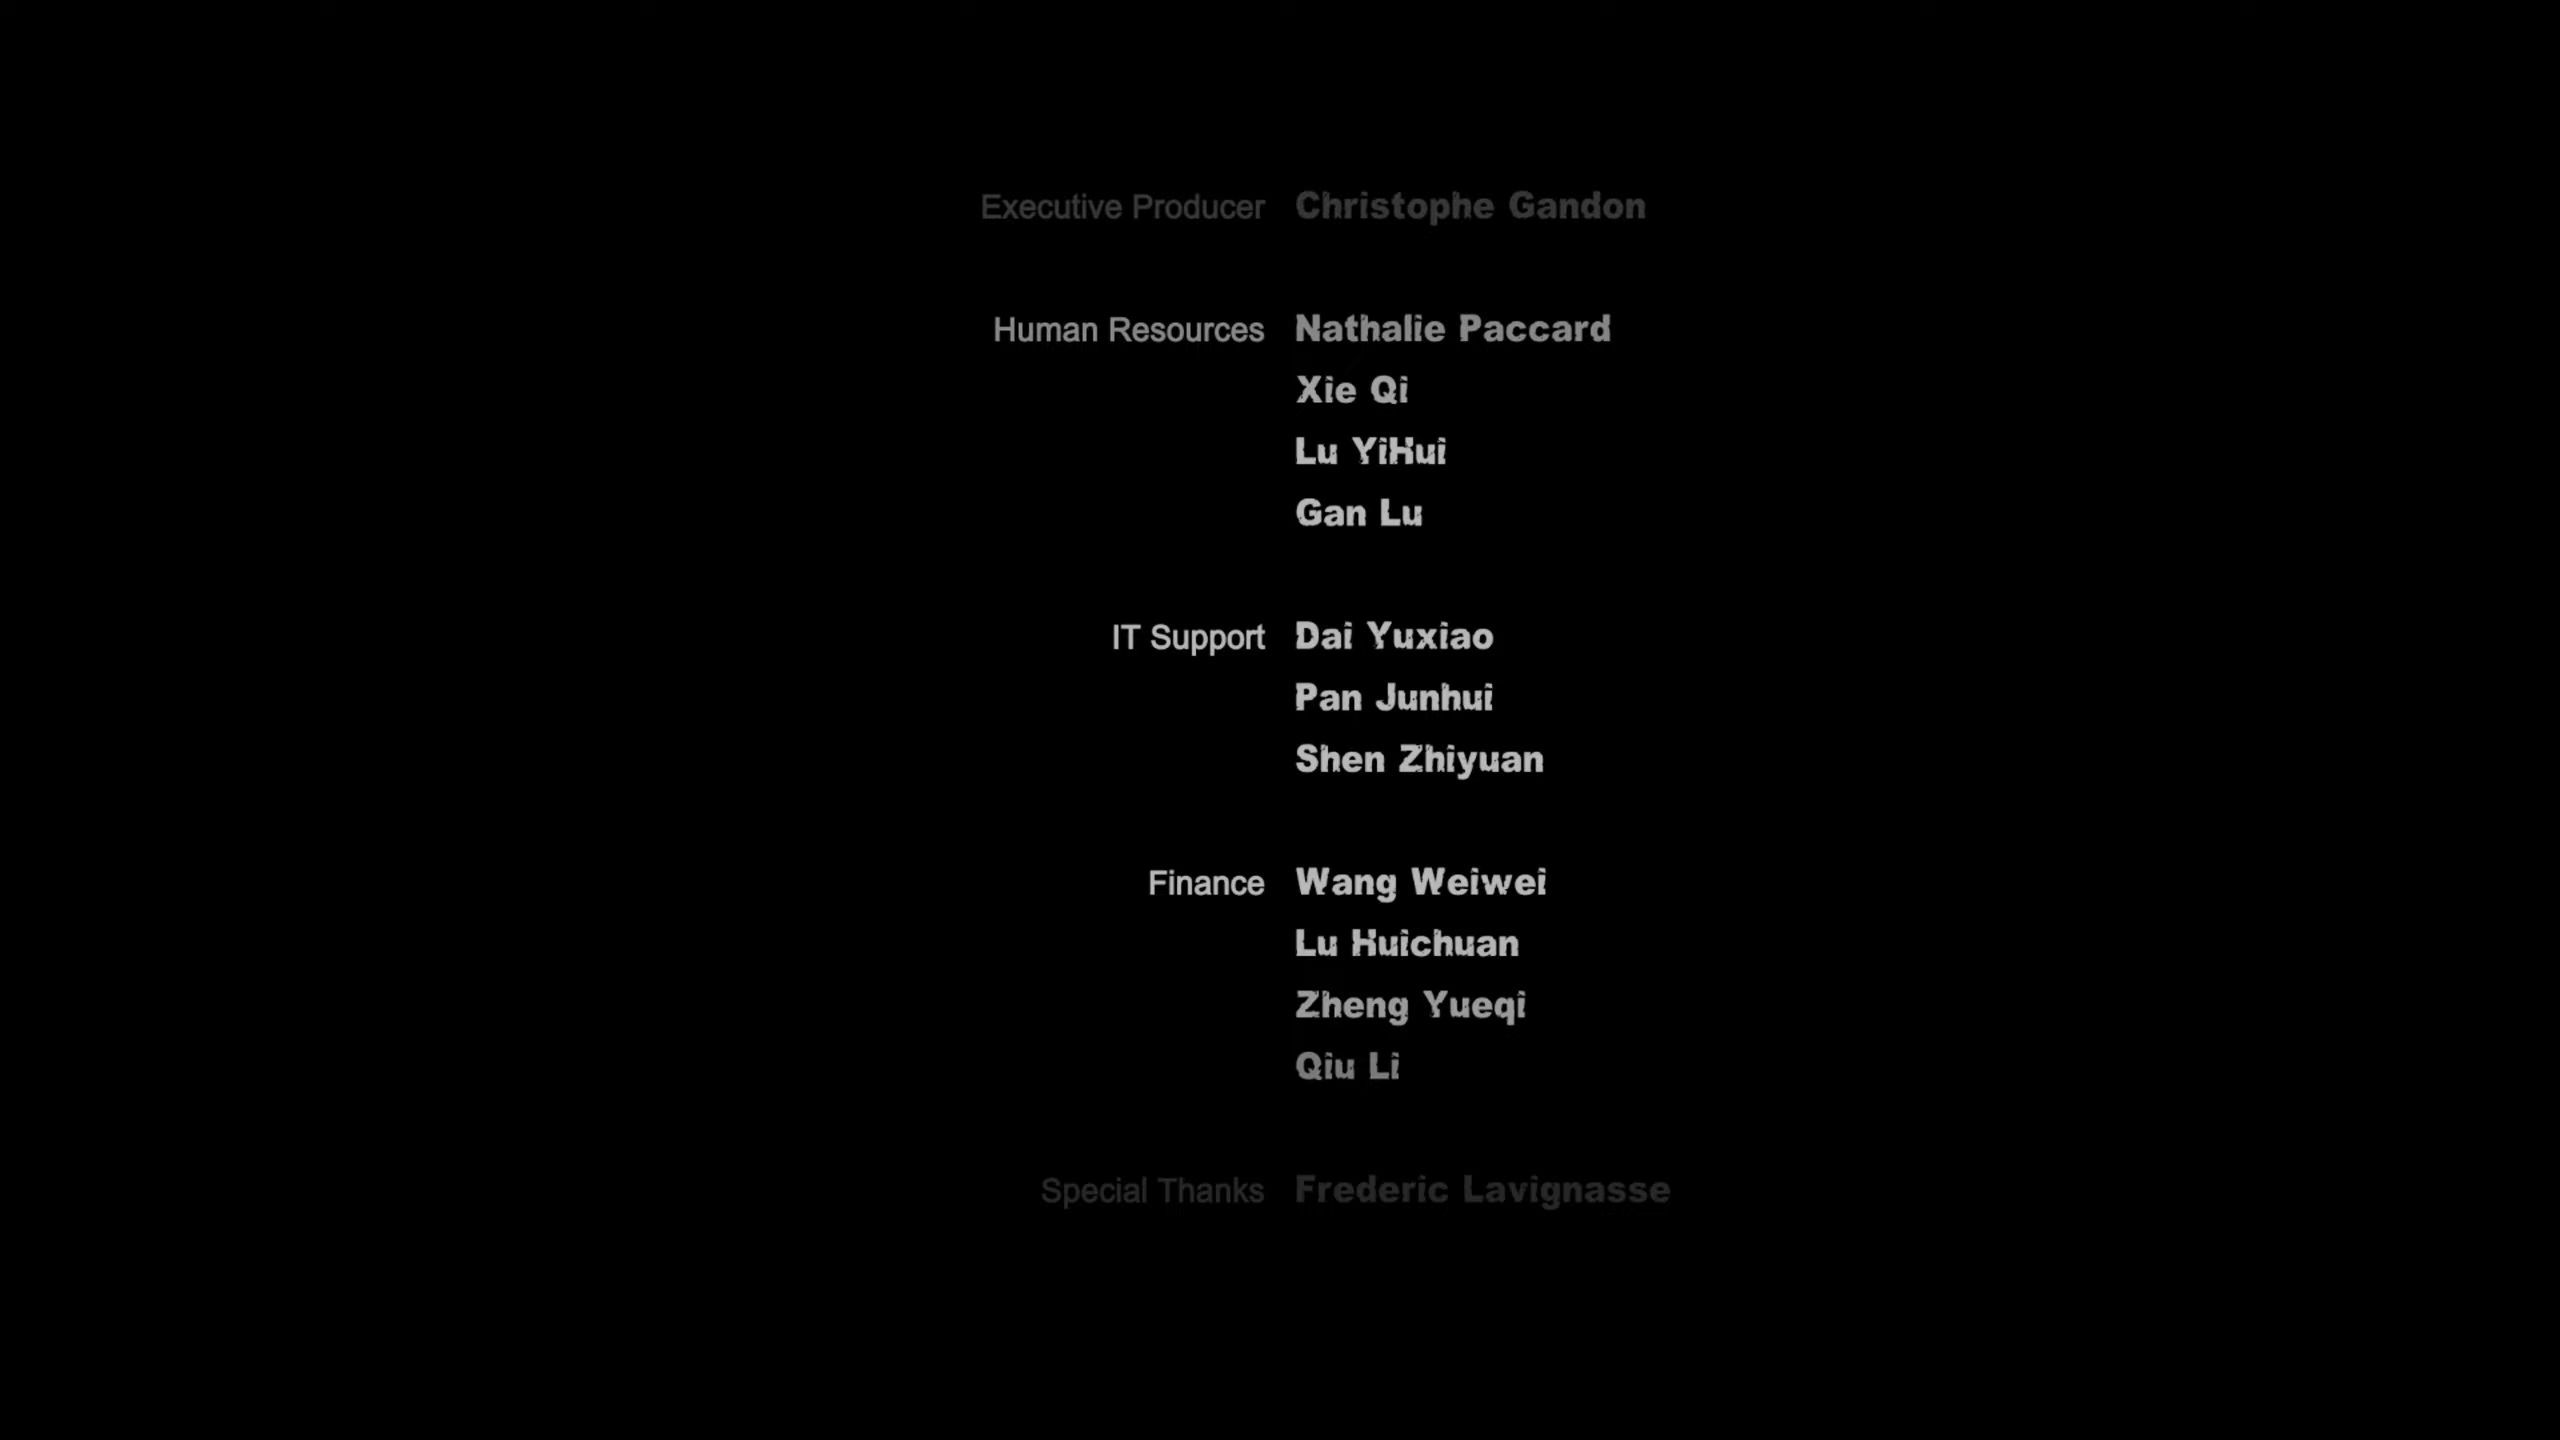 Executive Producer Christophe Gandon
Human Resources Nathalie Paccard
Xie Qi
Lu YiHui
Gan Lu
IT Support Dai Yuxiao
Pan Junhui
Shen Zhiyuan
Finance Wang Weiwei
Lu Huichuan
Zheng Yueqi
Qiu Li
Special Thanks Frederic Lavignasse